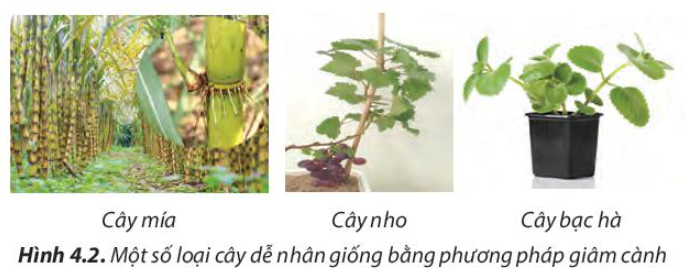 Cây mía
Cây nho
Cây bạc hà
Hình 4.2. Một số loại cây dễ nhân giống bằng phương pháp giâm cành